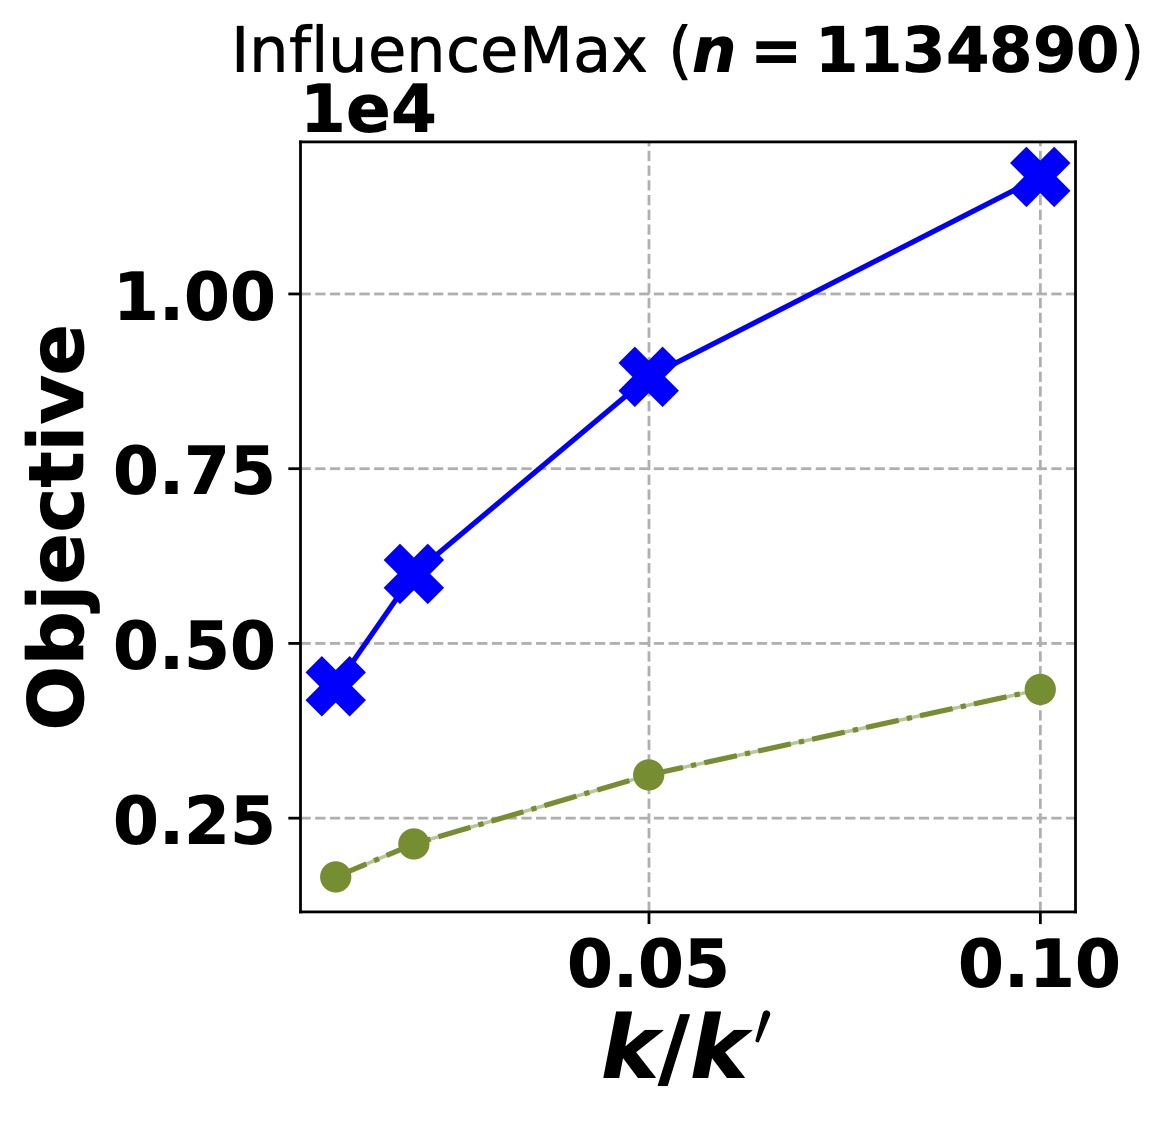 InfluenceMax (n = 1134890)
1e4
Objective
1.00
0.75
0.50
0.25
0.05 0.10
k/k′